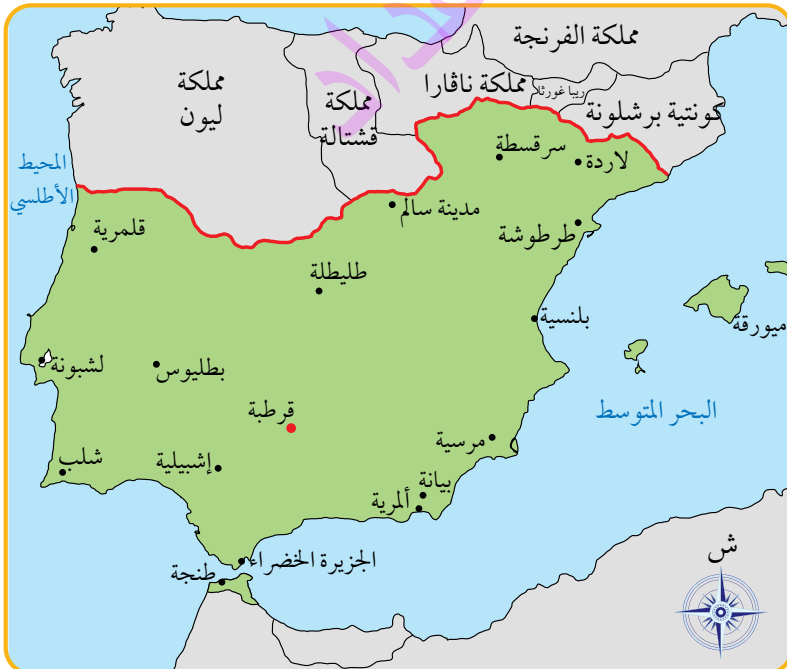 مملكة الفرنجة
مملكة
ليون
مملكة
قشتالة
مملكة ناڤارا
ريباغورثا
كونتية برشلونة
المحيط
الأطلسي
سرقسطة
لاردة
مدينة سالم
طرطوشة
قلمرية
طليطلة
بلنسية
ميورقة
لشبونة
بطليوس
قرطبة
البحر المتوسط
مرسية
شلب
إشبيلية
بيانة
ألمرية
الجزيرة الخضراء
طنجة
ش